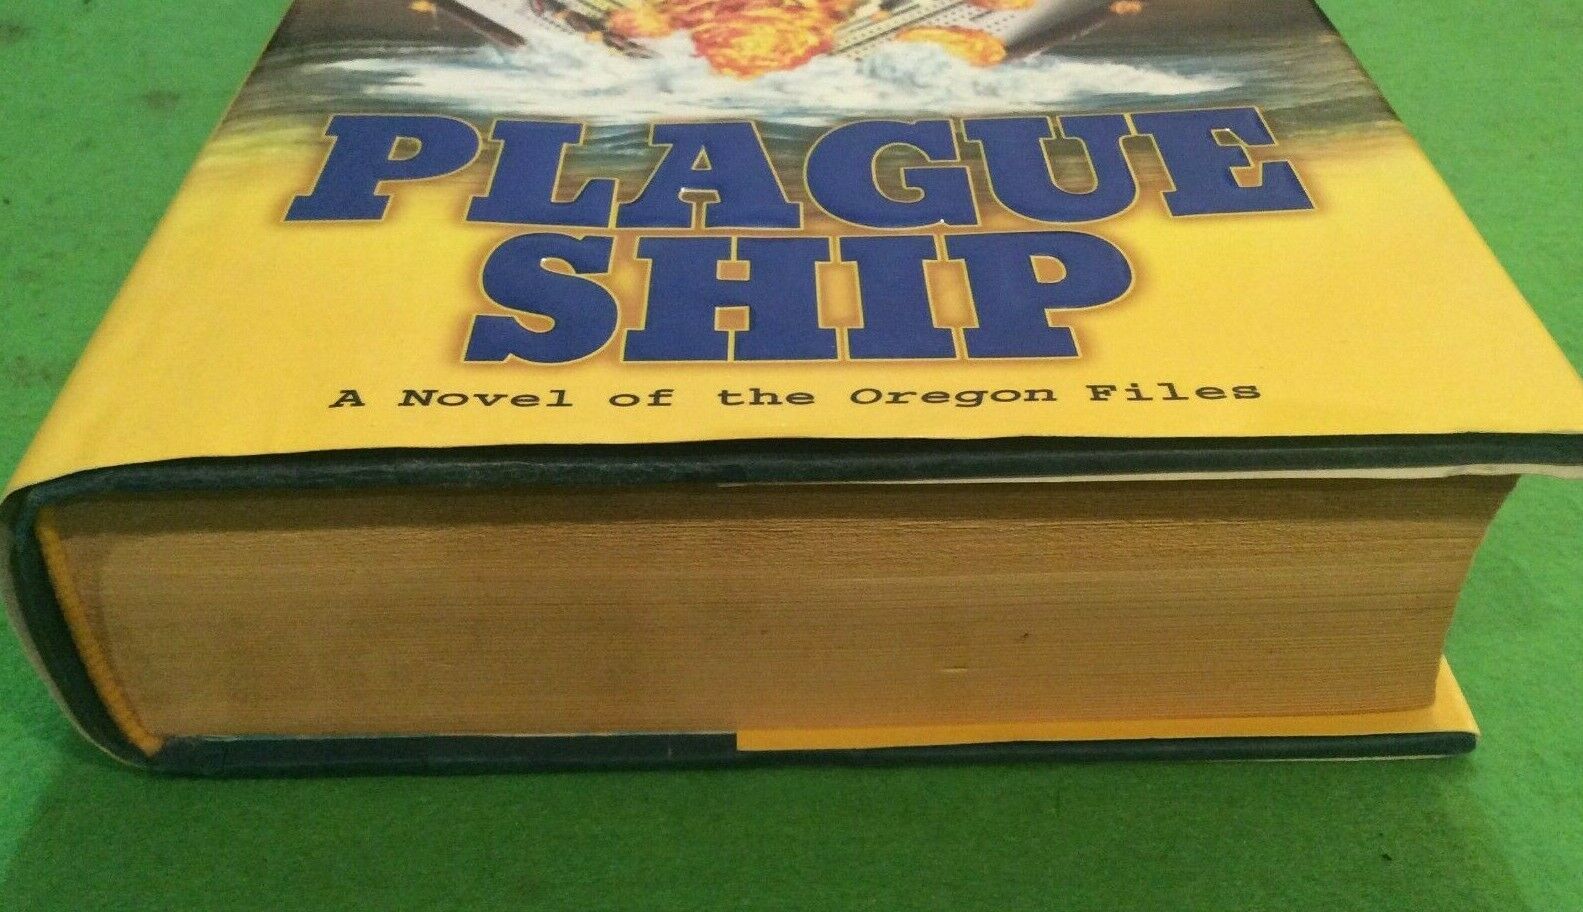 PLAGUE
SHIP
A Novel of the Oregon Files